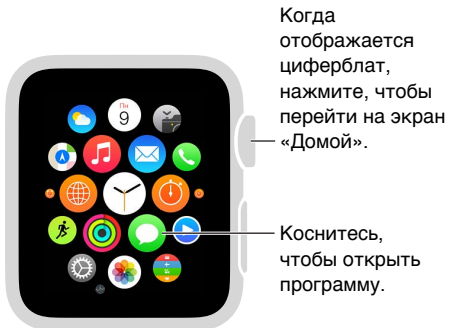 Когда
отображается
циферблат,
нажмите, чтобы
перейти на экран
«Домой».
Пн
9
Коснитесь,
чтобы открыть
программу.